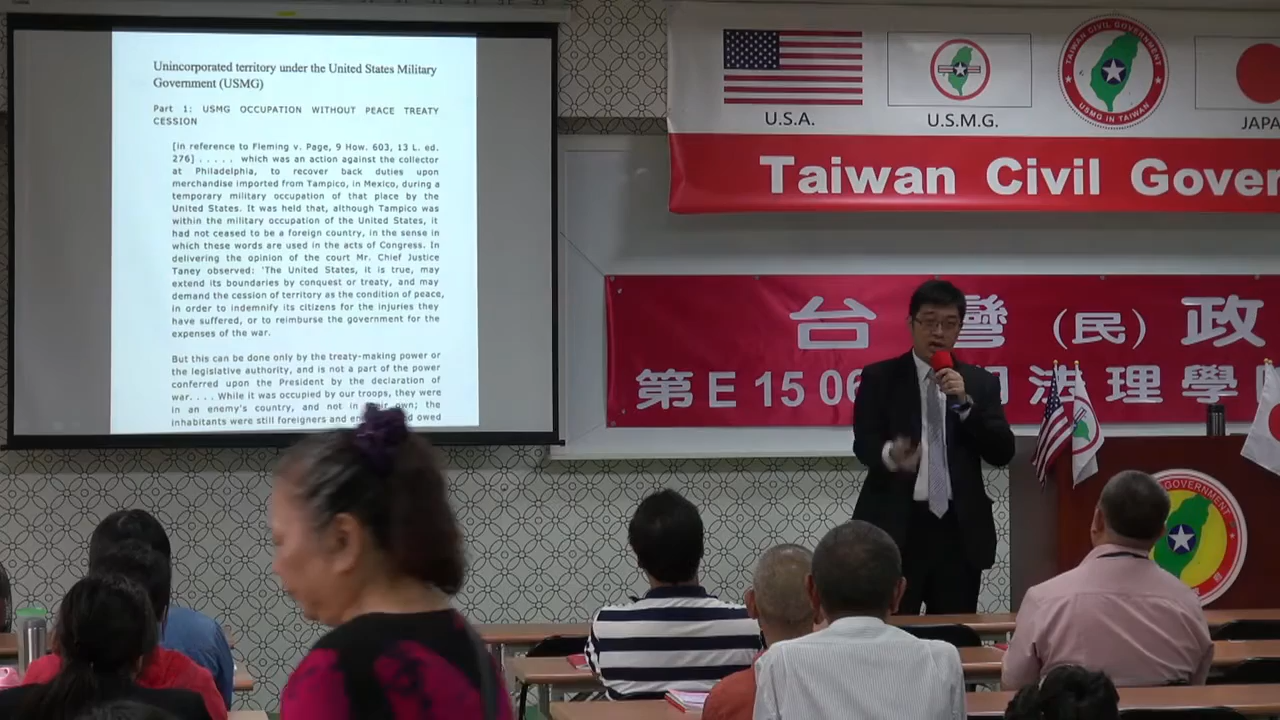 Unincorporated territory under the United States Military
Government (USMG)
Part 1: USMG OCCUPATION WITHOUT PEACE TREATY
CESSION
[in reference to Fleming v. Page, 9 How. 603, 13 L. ed.
276] . . . . . which was an action against the collector
at Philadelphia, to recover back duties upon
merchandise imported from Tampico, in Mexico, during a
temporary military occupation of that place by the
United States. It was held that, although Tampico was
within the military occupation of the United States, it
had not ceased to be a foreign country, in the sense in
which these words are used in the acts of Congress. In
delivering the opinion of the court Mr. Chief Justice
Taney observed: 'The United States, it is true, may
extend its boundaries by conquest or treaty, and may
demand the cession of territory as the condition of peace,
in order to indemnify its citizens for the injuries they
have suffered, or to reimburse the government for the
expenses of the war.
But this can be done only by the treaty-making power or
the legislative authority, and is not a part of the power
conferred upon the President by the declaration of
war. . . . While it was occupied by our troops, they were
in an enemy's country, and not in their own; the
inhabitants were still foreigners and owed
U.S.A.
U.S.M.G.
TAIWAN CIVIL GOVERNMENT
USMG IN TAIWAN
JAPA
Taiwan Civil Gover
台灣(民)政
第E1506 法理學
GOVERNMENT